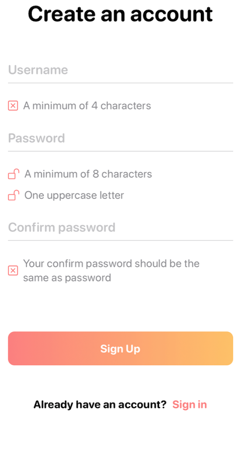 Create an account
Username
A minimum of 4 characters
Password
A minimum of 8 characters
One uppercase letter
Confirm password
Your confirm password should be the
same as password
Sign Up
Already have an account? Sign in